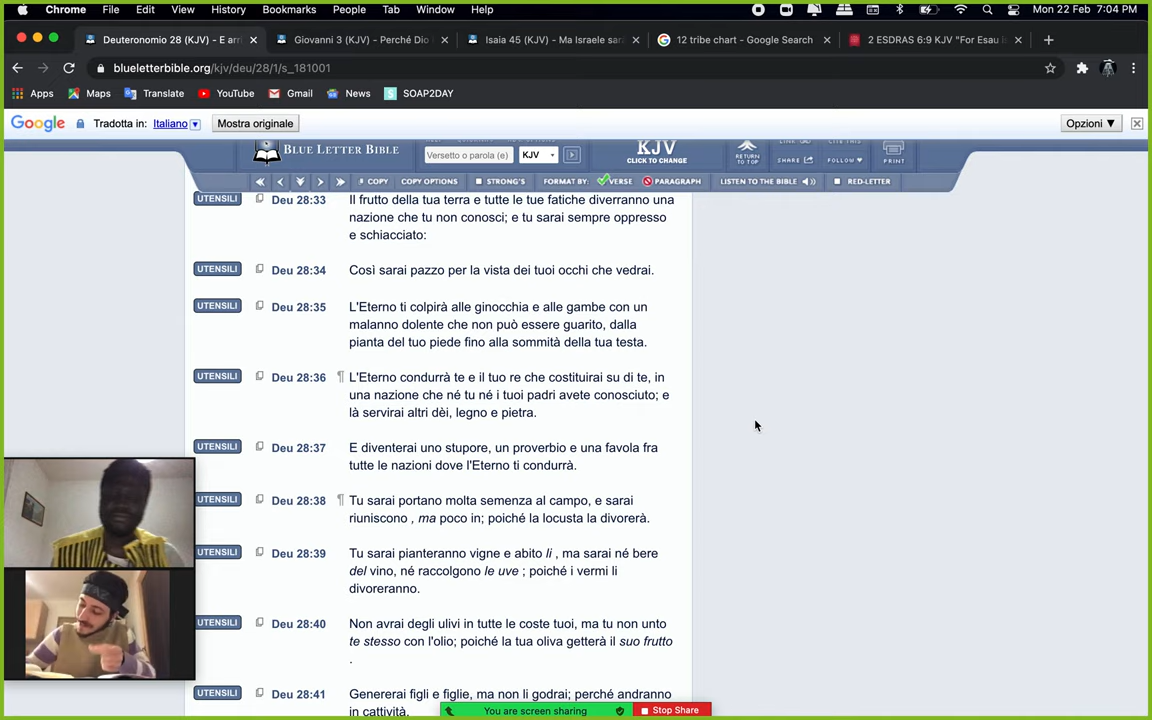 Chrome File Edit View History Bookmarks People Tab Window Help Mon 22 Feb 7:04 PM
Deuteronomio 28 (KJV) - E arr Giovanni 3 (KJV) - Perché Dio Isaia 45 (KJV) - Ma Israele sar 12 tribe chart - Google Search 2 ESDRAS 6:9 KJV "For Esau is
blueletterbible.org/kjv/deu/28/1/s_181001
Apps Maps Translate YouTube Gmail News SOAP2DAY
Google Tradotta in: Italiano Mostra originale Opzioni ▼
BLUE LETTER BIBLE Versetto o parola (e) KJV KJV CLICK TO CHANGE RETURN TO TOP SHARE FOLLOW PRINT
COPY COPY OPTIONS STRONG'S FORMAT BY: VERSE PARAGRAPH LISTEN TO THE BIBLE RED-LETTER
UTENSILI Deu 28:33 Il frutto della tua terra e tutte le tue fatiche diverranno una
nazione che tu non conosci; e tu sarai sempre oppresso
e schiacciato:
UTENSILI Deu 28:34 Così sarai pazzo per la vista dei tuoi occhi che vedrai.
UTENSILI Deu 28:35 L'Eterno ti colpirà alle ginocchia e alle gambe con un
malanno dolente che non può essere guarito, dalla
pianta del tuo piede fino alla sommità della tua testa.
UTENSILI Deu 28:36 ¶ L'Eterno condurrà te e il tuo re che costituirai su di te, in
una nazione che né tu né i tuoi padri avete conosciuto; e
là servirai altri dèi, legno e pietra.
UTENSILI Deu 28:37 E diventerai uno stupore, un proverbio e una favola fra
tutte le nazioni dove l'Eterno ti condurrà.
UTENSILI Deu 28:38 ¶ Tu sarai portano molta semenza al campo, e sarai
riuniscono , ma poco in; poiché la locusta la divorerà.
UTENSILI Deu 28:39 Tu sarai pianteranno vigne e abito li , ma sarai né bere
del vino, né raccolgono le uve ; poiché i vermi li
divoreranno.
UTENSILI Deu 28:40 Non avrai degli ulivi in tutte le coste tuoi, ma tu non unto
te stesso con l'olio; poiché la tua oliva getterà il suo frutto
.
UTENSILI Deu 28:41 Genererai figli e figlie, ma non li godrai; perché andranno
in cattività.
You are screen sharing Stop Share